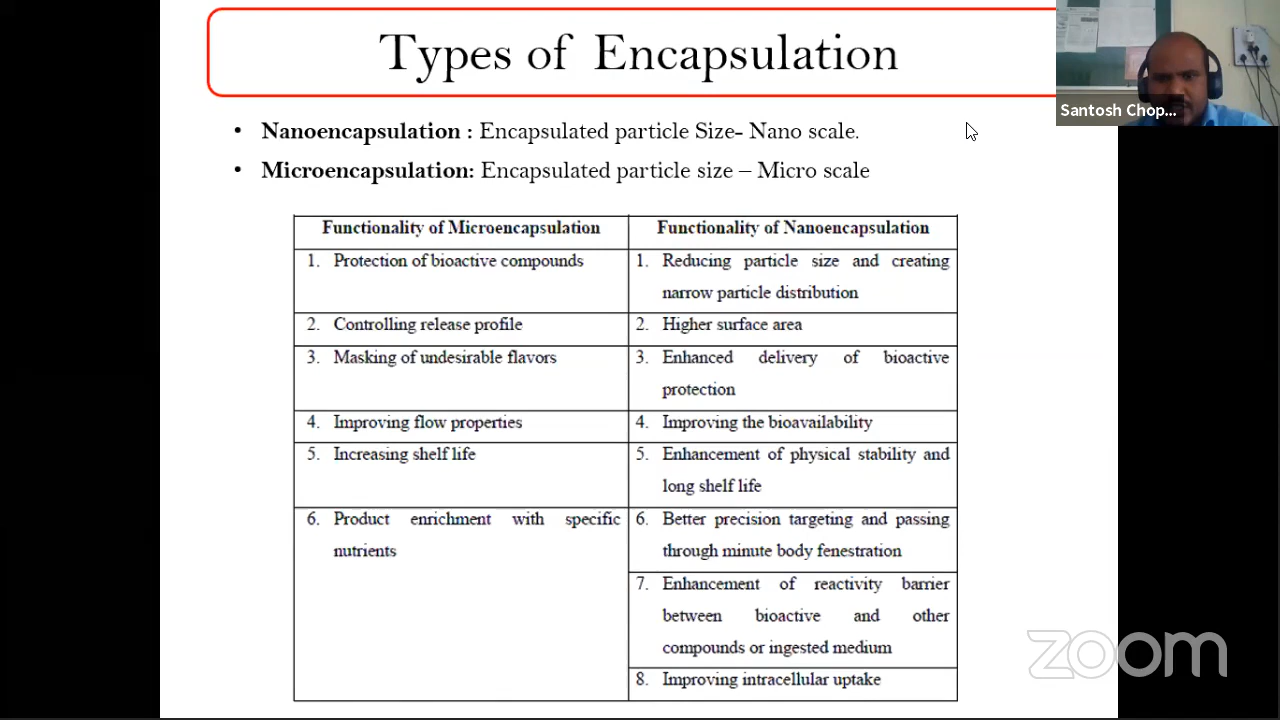 Types of Encapsulation
Santosh Chop...
• Nanoencapsulation : Encapsulated particle Size- Nano scale.
• Microencapsulation: Encapsulated particle size – Micro scale
Functionality of Microencapsulation
Functionality of Nanoencapsulation
1. Protection of bioactive compounds
1. Reducing particle size and creating
narrow particle distribution
2. Controlling release profile
2. Higher surface area
3. Masking of undesirable flavors
3. Enhanced delivery of bioactive
protection
4. Improving flow properties
4. Improving the bioavailability
5. Increasing shelf life
5. Enhancement of physical stability and
long shelf life
6. Product enrichment with specific
nutrients
6. Better precision targeting and passing
through minute body fenestration
7. Enhancement of reactivity barrier
between bioactive and other
compounds or ingested medium
8. Improving intracellular uptake
zoom